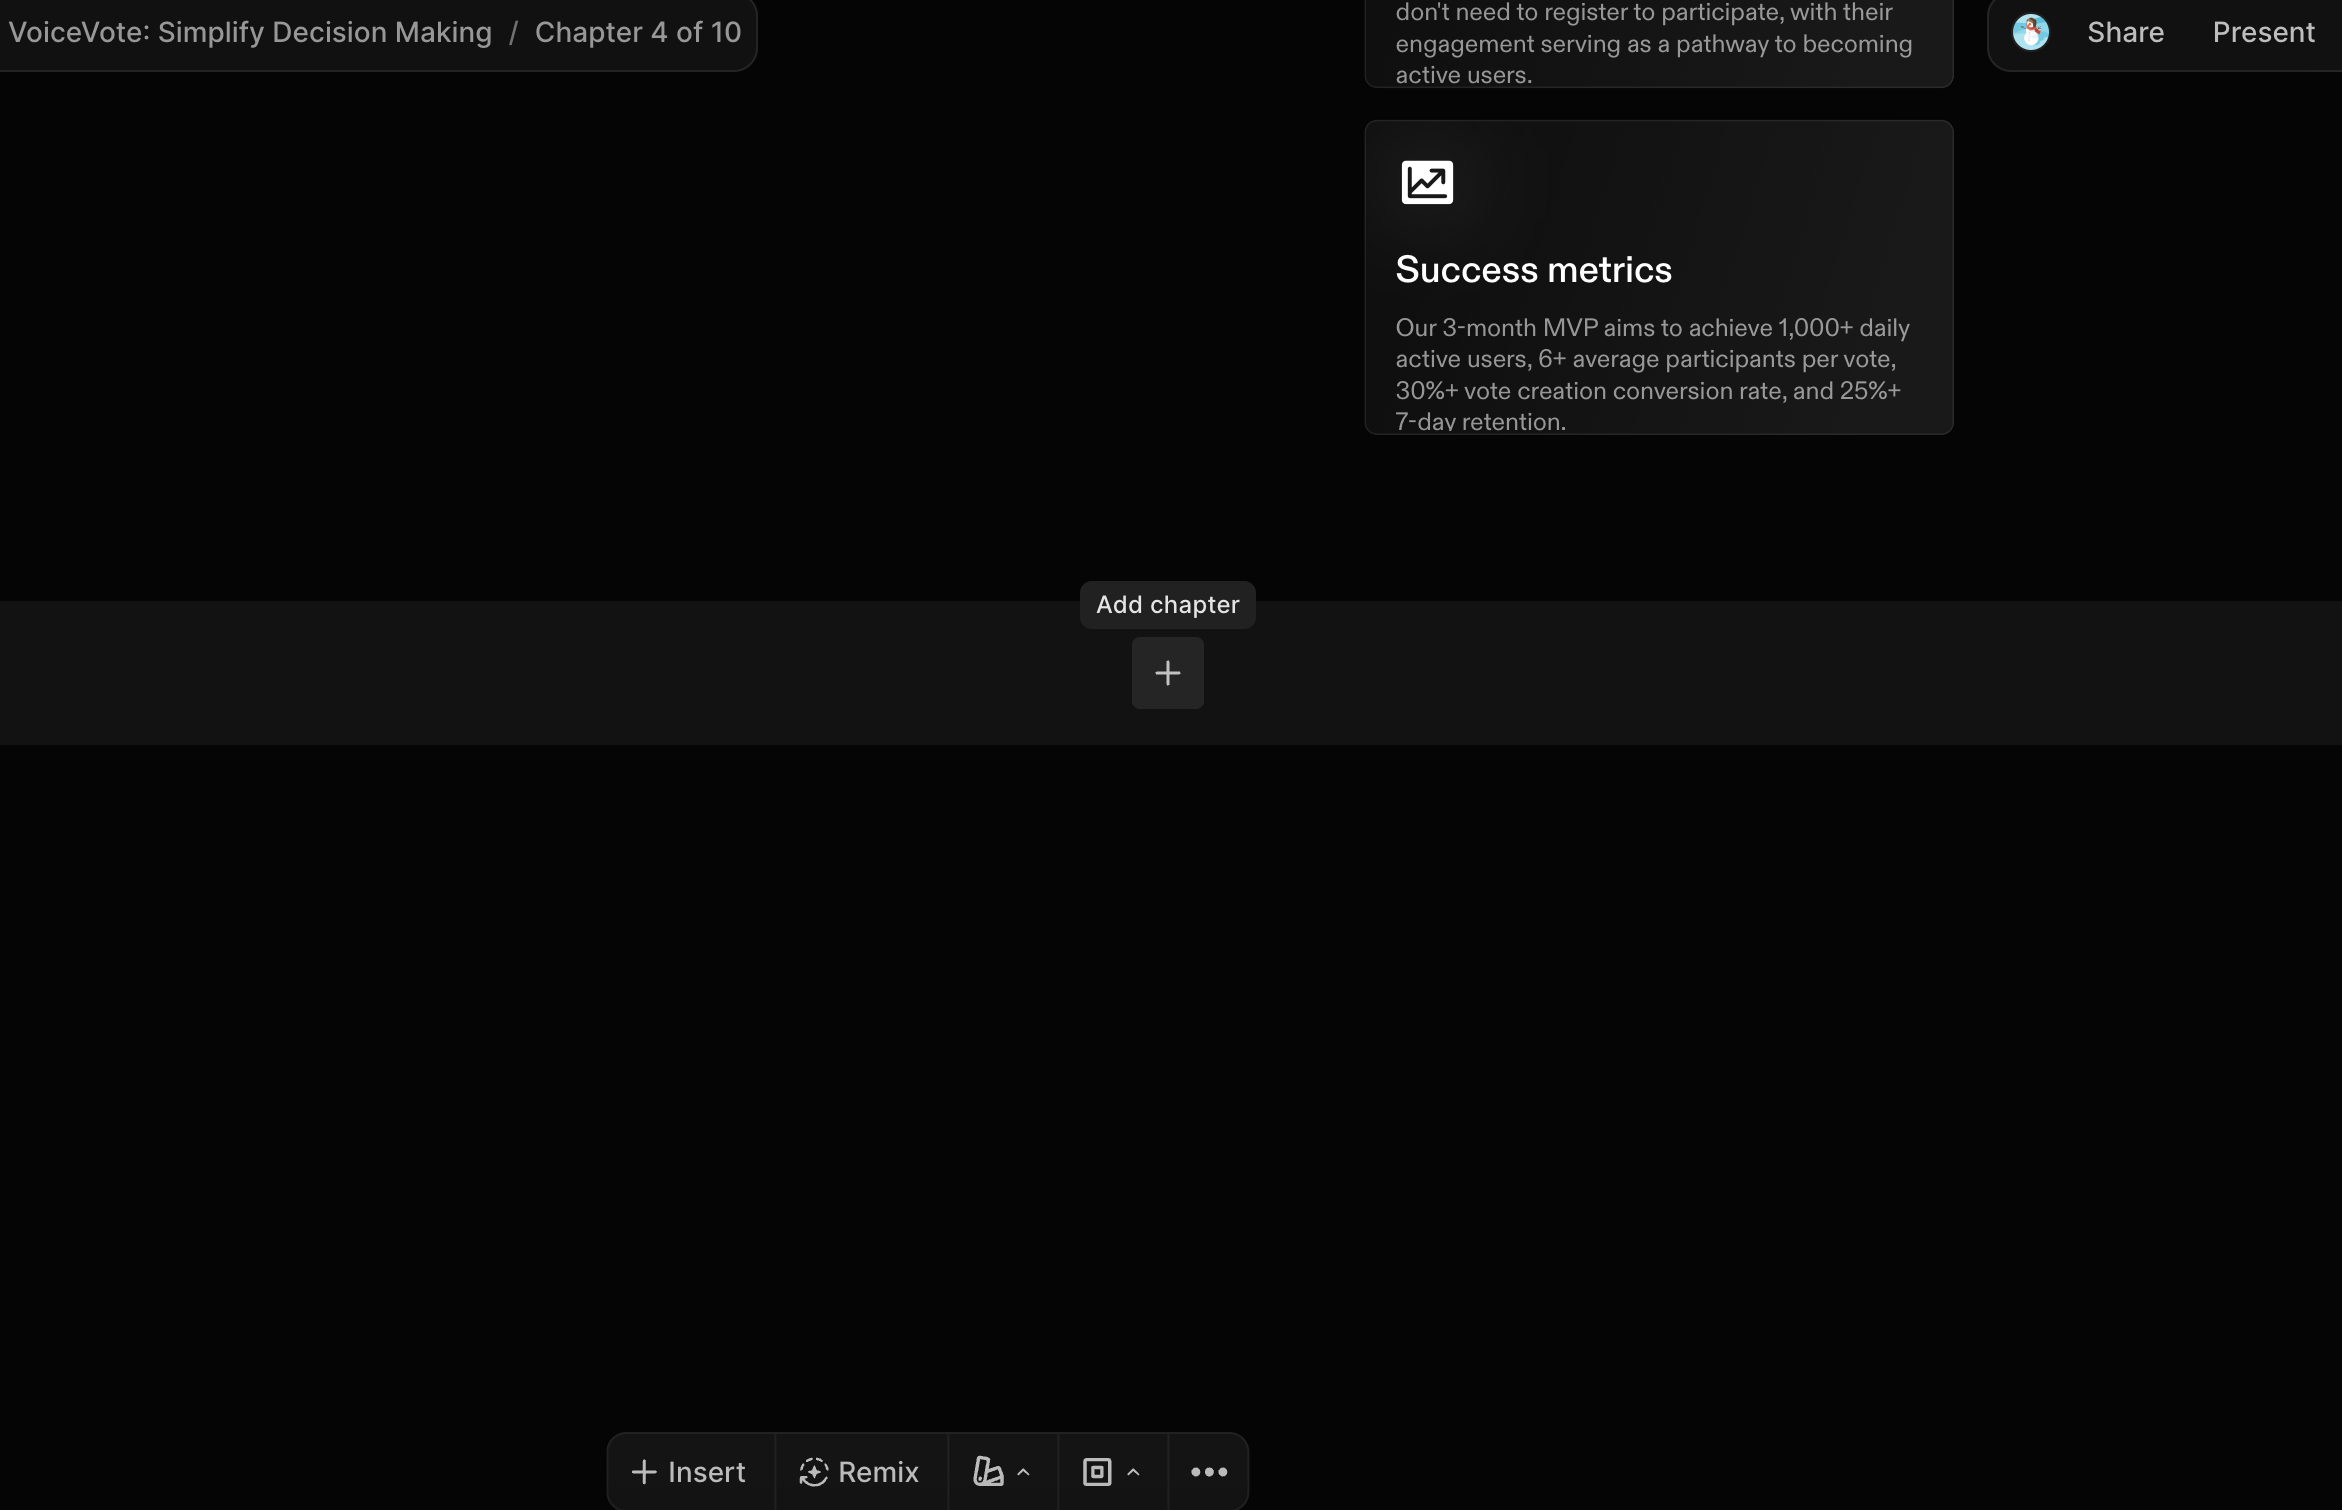 VoiceVote: Simplify Decision Making / Chapter 4 of 10
Share
Present
don't need to register to participate, with their
engagement serving as a pathway to becoming
active users.
Success metrics
Our 3-month MVP aims to achieve 1,000+ daily
active users, 6+ average participants per vote,
30%+ vote creation conversion rate, and 25%+
7-day retention.
Add chapter
Insert
Remix